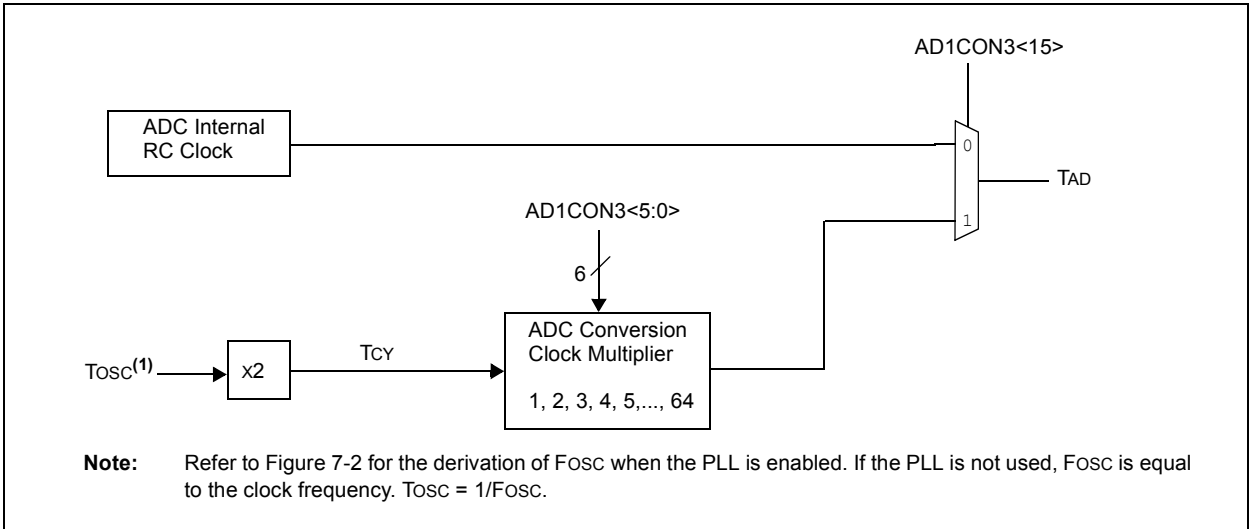 AD1CON3<15>
ADC Internal
RC Clock
0
TAD
AD1CON3<5:0>
1
6
ADC Conversion
Clock Multiplier
1, 2, 3, 4, 5,..., 64
TOSC(1)
x2
TCY
Note: Refer to Figure 7-2 for the derivation of FOSC when the PLL is enabled. If the PLL is not used, FOSC is equal
to the clock frequency. TOSC = 1/FOSC.